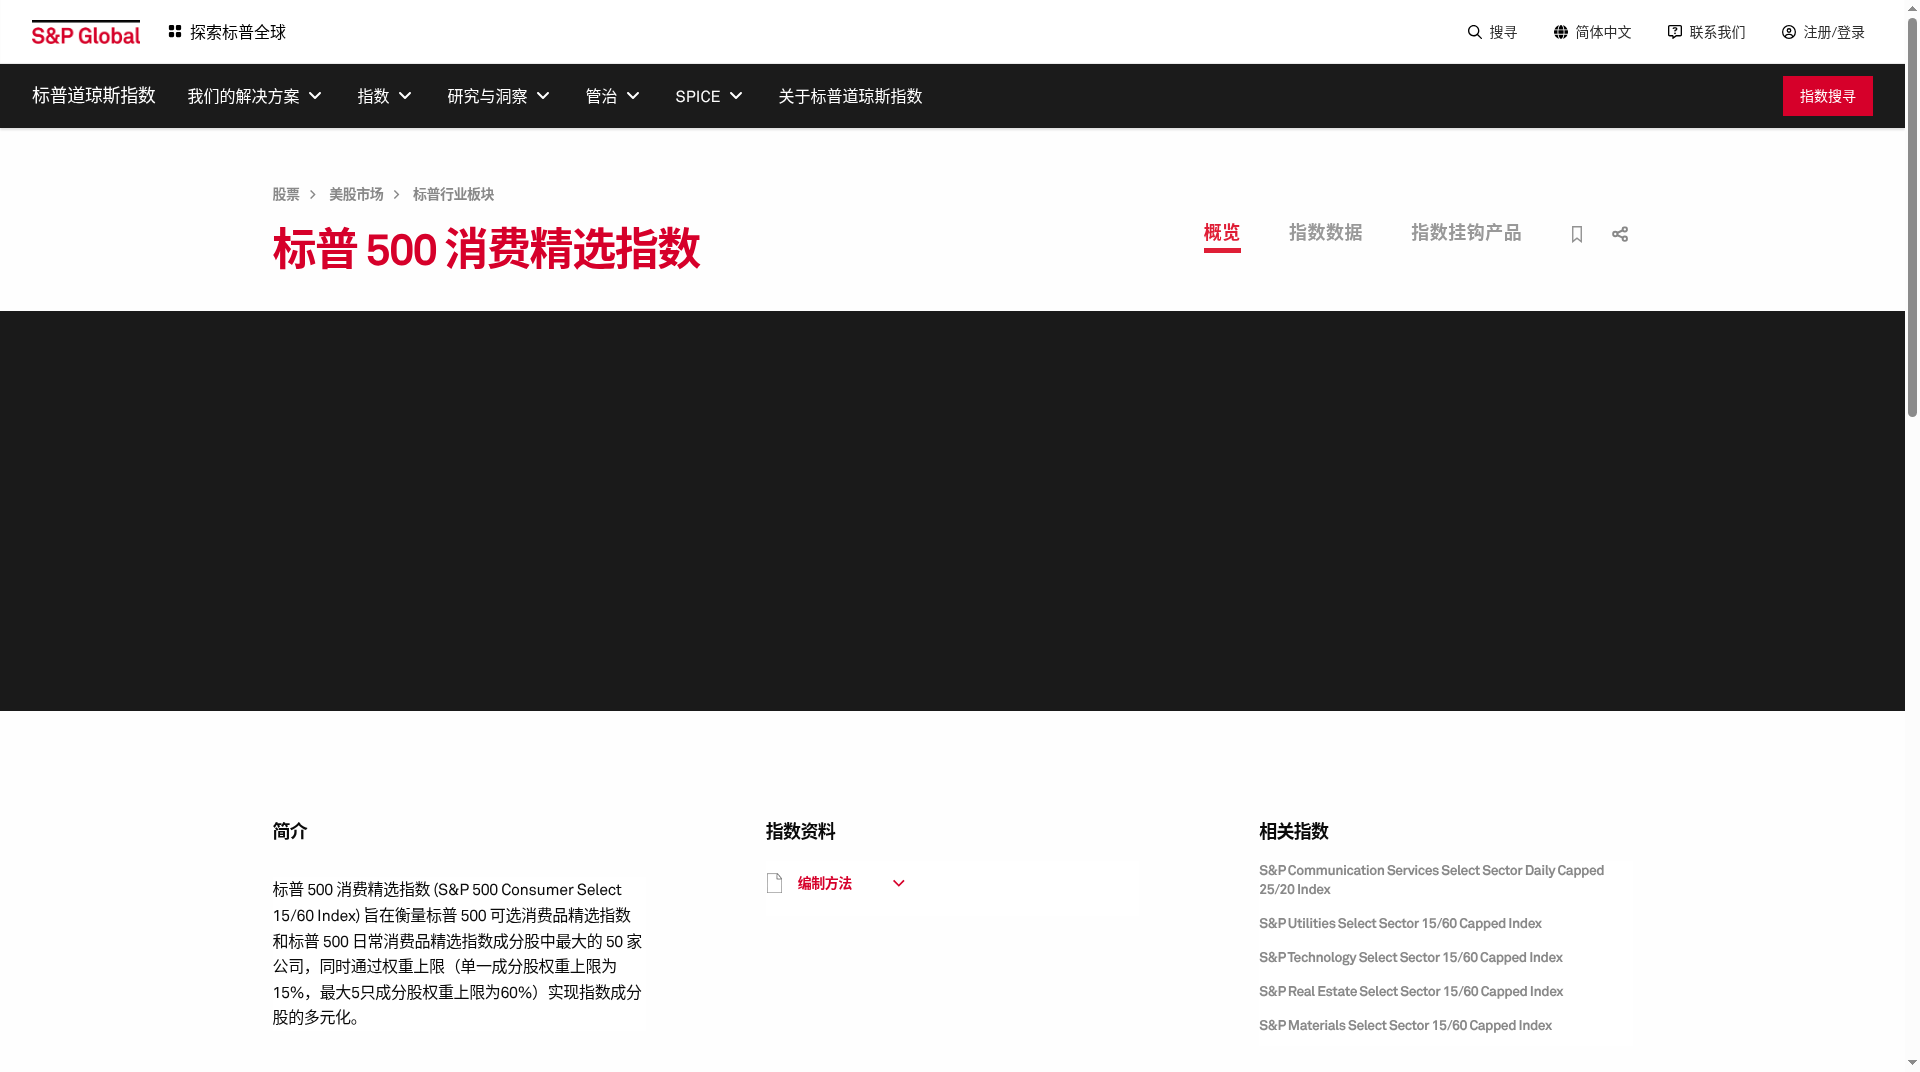 S&P Global
探索标普全球
搜寻
简体中文
联系我们
注册/登录
标普道琼斯指数
我们的解决方案
指数
研究与洞察
管治
SPICE
关于标普道琼斯指数
指数搜寻
股票 > 美股市场 > 标普行业板块
标普 500 消费精选指数
概览
指数数据
指数挂钩产品
简介
标普 500 消费精选指数 (S&P 500 Consumer Select
15/60 Index) 旨在衡量标普 500 可选消费品精选指数
和标普 500 日常消费品精选指数成分股中最大的 50 家
公司，同时通过权重上限（单一成分股权重上限为
15%，最大5只成分股权重上限为60%）实现指数成分
股的多元化。
指数资料
编制方法
相关指数
S&P Communication Services Select Sector Daily Capped
25/20 Index
S&P Utilities Select Sector 15/60 Capped Index
S&P Technology Select Sector 15/60 Capped Index
S&P Real Estate Select Sector 15/60 Capped Index
S&P Materials Select Sector 15/60 Capped Index